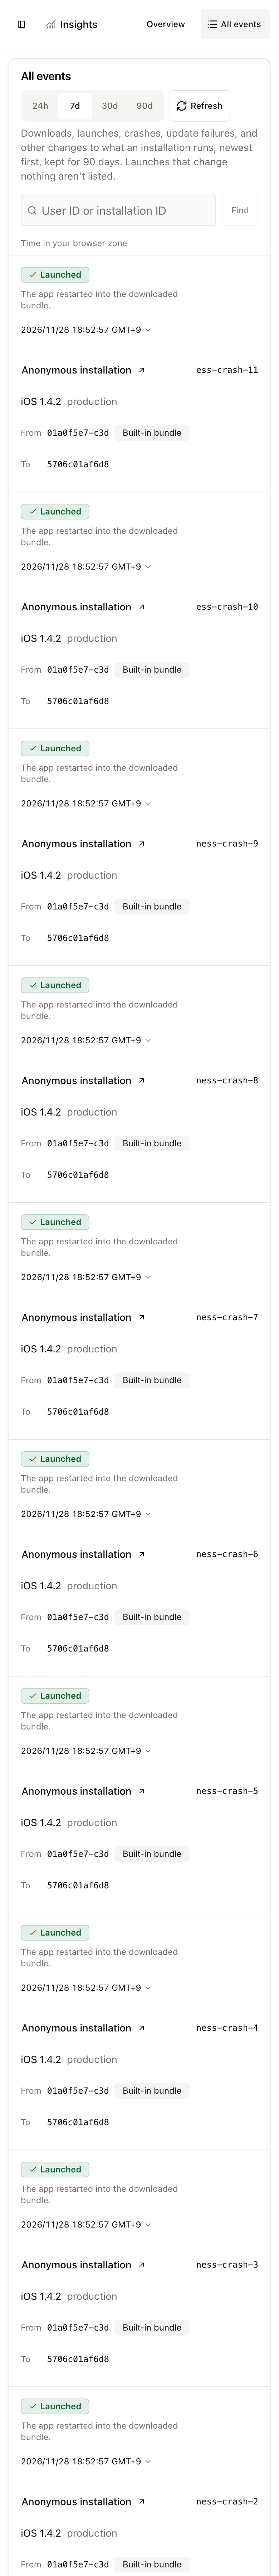 Insights
Overview
All events
All events
24h
7d
30d
90d
Refresh
Downloads, launches, crashes, update failures, and
other changes to what an installation runs, newest
first, kept for 90 days. Launches that change
nothing aren't listed.
User ID or installation ID
Find
Time in your browser zone
Launched
The app restarted into the downloaded
bundle.
2026/11/28 18:52:57 GMT+9
Anonymous installation ess-crash-11
iOS 1.4.2 production
From 01a0f5e7-c3d Built-in bundle
To 5706c01af6d8
Launched
The app restarted into the downloaded
bundle.
2026/11/28 18:52:57 GMT+9
Anonymous installation ess-crash-10
iOS 1.4.2 production
From 01a0f5e7-c3d Built-in bundle
To 5706c01af6d8
Launched
The app restarted into the downloaded
bundle.
2026/11/28 18:52:57 GMT+9
Anonymous installation ness-crash-9
iOS 1.4.2 production
From 01a0f5e7-c3d Built-in bundle
To 5706c01af6d8
Launched
The app restarted into the downloaded
bundle.
2026/11/28 18:52:57 GMT+9
Anonymous installation ness-crash-8
iOS 1.4.2 production
From 01a0f5e7-c3d Built-in bundle
To 5706c01af6d8
Launched
The app restarted into the downloaded
bundle.
2026/11/28 18:52:57 GMT+9
Anonymous installation ness-crash-7
iOS 1.4.2 production
From 01a0f5e7-c3d Built-in bundle
To 5706c01af6d8
Launched
The app restarted into the downloaded
bundle.
2026/11/28 18:52:57 GMT+9
Anonymous installation ness-crash-6
iOS 1.4.2 production
From 01a0f5e7-c3d Built-in bundle
To 5706c01af6d8
Launched
The app restarted into the downloaded
bundle.
2026/11/28 18:52:57 GMT+9
Anonymous installation ness-crash-5
iOS 1.4.2 production
From 01a0f5e7-c3d Built-in bundle
To 5706c01af6d8
Launched
The app restarted into the downloaded
bundle.
2026/11/28 18:52:57 GMT+9
Anonymous installation ness-crash-4
iOS 1.4.2 production
From 01a0f5e7-c3d Built-in bundle
To 5706c01af6d8
Launched
The app restarted into the downloaded
bundle.
2026/11/28 18:52:57 GMT+9
Anonymous installation ness-crash-3
iOS 1.4.2 production
From 01a0f5e7-c3d Built-in bundle
To 5706c01af6d8
Launched
The app restarted into the downloaded
bundle.
2026/11/28 18:52:57 GMT+9
Anonymous installation ness-crash-2
iOS 1.4.2 production
From 01a0f5e7-c3d Built-in bundle